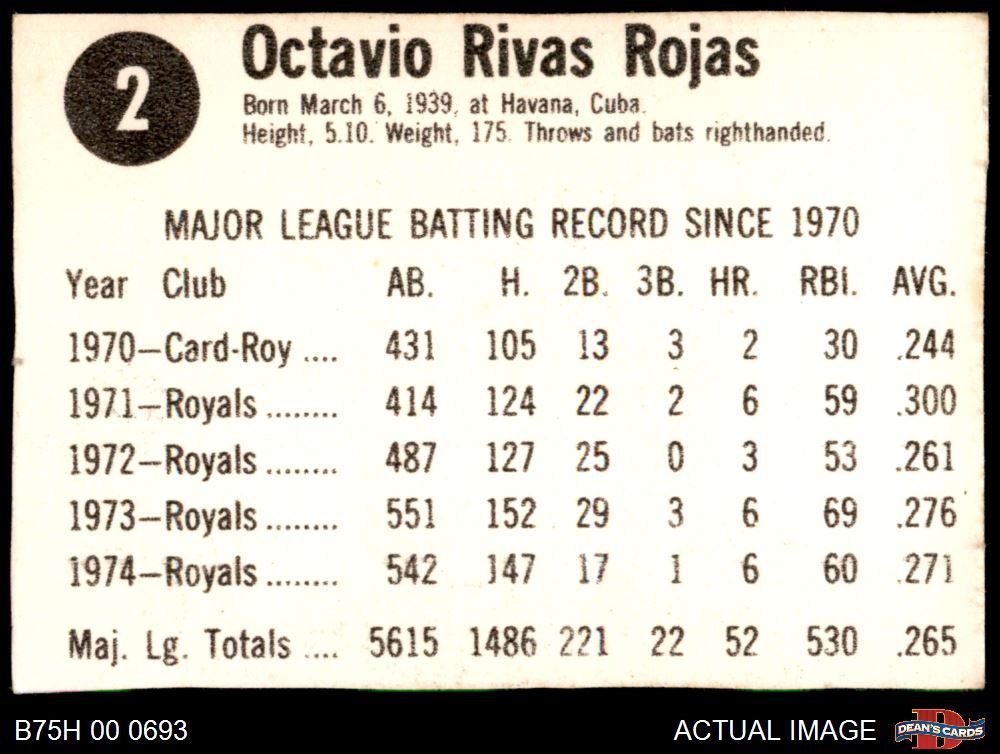 2
Octavio Rivas Rojas
Born March 6, 1939, at Havana, Cuba.
Height, 5.10. Weight, 175. Throws and bats righthanded.
MAJOR LEAGUE BATTING RECORD SINCE 1970
Year Club AB. H. 2B. 3B. HR. RBI. AVG.
1970—Card-Roy .... 431 105 13 3 2 30 .244
1971—Royals ........ 414 124 22 2 6 59 .300
1972—Royals ........ 487 127 25 0 3 53 .261
1973—Royals ........ 551 152 29 3 6 69 .276
1974—Royals ........ 542 147 17 1 6 60 .271
Maj. Lg. Totals .... 5615 1486 221 22 52 530 .265
B75H 00 0693 ACTUAL IMAGE DEAN'S CARDS